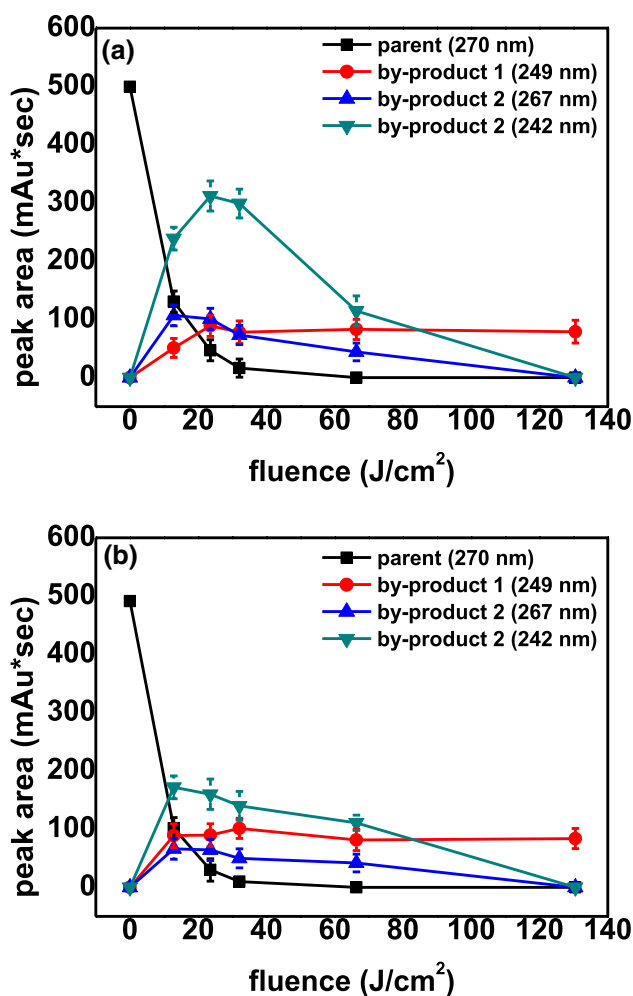 (a)
parent (270 nm)
by-product 1 (249 nm)
by-product 2 (267 nm)
by-product 2 (242 nm)
600
500
400
300
200
100
0
peak area (mAu*sec)
0 20 40 60 80 100 120 140
fluence (J/cm²)
(b)
parent (270 nm)
by-product 1 (249 nm)
by-product 2 (267 nm)
by-product 2 (242 nm)
600
500
400
300
200
100
0
peak area (mAu*sec)
0 20 40 60 80 100 120 140
fluence (J/cm²)